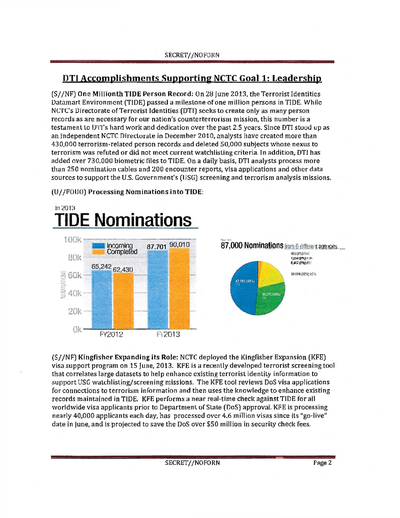 SECRET//NOFORN
DTI Accomplishments Supporting NCTC Goal 1: Leadership
(S//NF) One Millionth TIDE Person Record: On 28 June 2013, the Terrorist Identities
Datamart Environment (TIDE) passed a milestone of one million persons in TIDE. While
NCTC's Directorate of Terrorist Identities (DTI) seeks to create only as many person
records as are necessary for our nation's counterterrorism mission, this number is a
testament to DTI's hard work and dedication over the past 2.5 years. Since DTI stood up as
an independent NCTC Directorate in December 2010, analysts have created more than
430,000 terrorism-related person records and deleted 50,000 subjects whose nexus to
terrorism was refuted or did not meet current watchlisting criteria. In addition, DTI has
added over 730,000 biometric files to TIDE. On a daily basis, DTI analysts process more
than 250 nomination cables and 200 encounter reports, visa applications and other data
sources to support the U.S. Government's (USG) screening and terrorism analysis missions.
(U//FOUO) Processing Nominations into TIDE:
In 2013
TIDE Nominations
100k
80k
60k
40k
20k
0k
NOMINATIONS
Incoming
Completed
65,242 62,430
87,701 90,010
FY2012
FY2013
87,000 Nominations from 6 different agencies
(S//NF) Kingfisher Expanding its Role: NCTC deployed the Kingfisher Expansion (KFE)
visa support program on 15 June, 2013. KFE is a recently developed terrorist screening tool
that correlates large datasets to help enhance existing terrorist identity information to
support USG watchlisting/screening missions. The KFE tool reviews DoS visa applications
for connections to terrorism information and then uses the knowledge to enhance existing
records maintained in TIDE. KFE performs a near real-time check against TIDE for all
worldwide visa applicants prior to Department of State (DoS) approval. KFE is processing
nearly 40,000 applicants each day, has processed over 4.6 million visas since its "go-live"
date in June, and is projected to save the DoS over $50 million in security check fees.
SECRET//NOFORN
Page 2